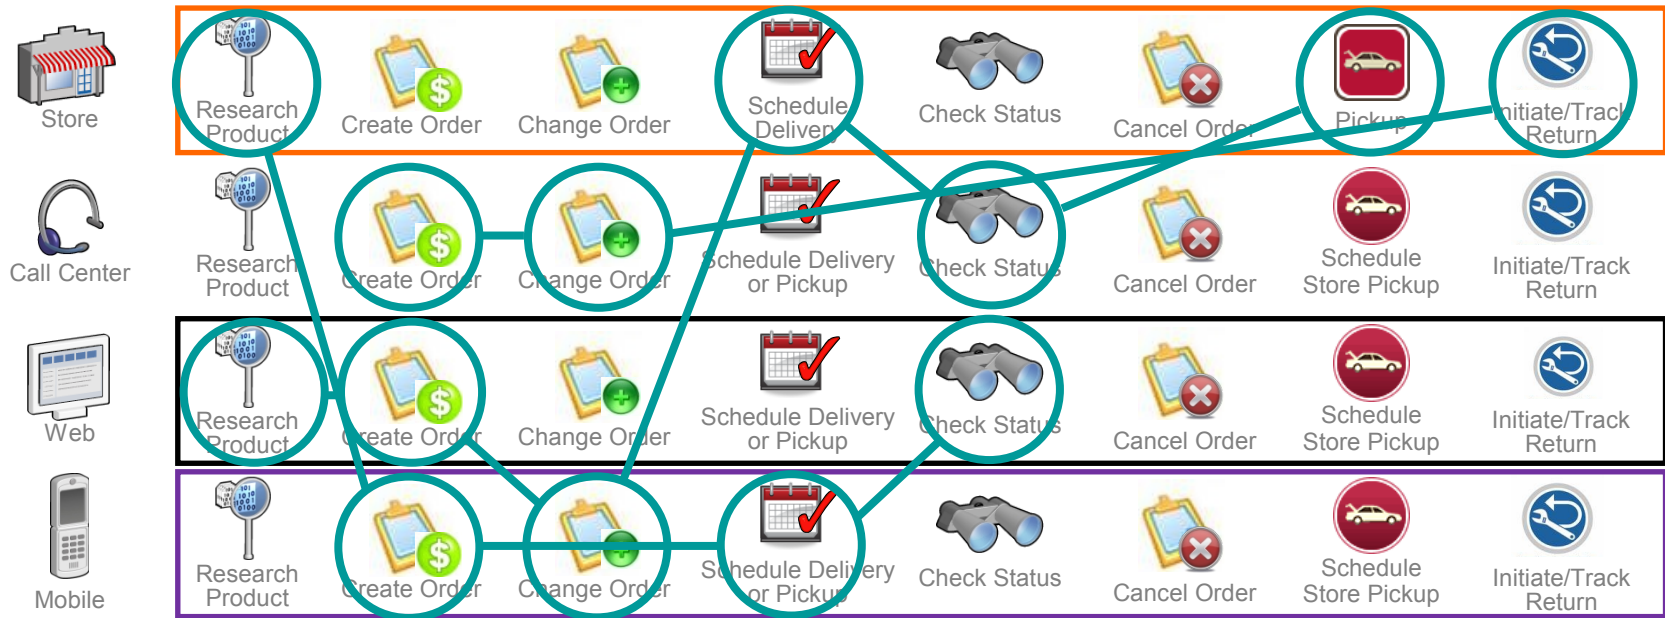 Store
Research
Product
Create Order
Change Order
Schedule
Delivery
Check Status
Cancel Order
Pickup
Initiate/Track
Return
Call Center
Research
Product
Create Order
Change Order
Schedule Delivery
or Pickup
Check Status
Cancel Order
Schedule
Store Pickup
Initiate/Track
Return
Web
Research
Product
Create Order
Change Order
Schedule Delivery
or Pickup
Check Status
Cancel Order
Schedule
Store Pickup
Initiate/Track
Return
Mobile
Research
Product
Create Order
Change Order
Schedule Delivery
or Pickup
Check Status
Cancel Order
Schedule
Store Pickup
Initiate/Track
Return